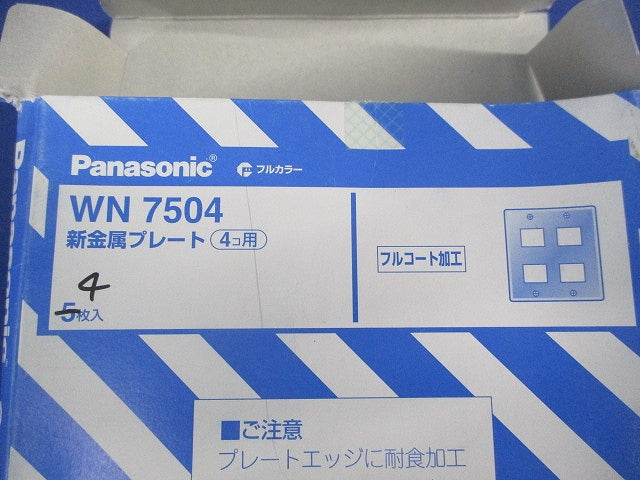 Panasonic® フルカラー
WN 7504
新金属プレート 4コ用
フルコート加工
4
5枚入
■ご注意
プレートエッジに耐食加工
Panasonic